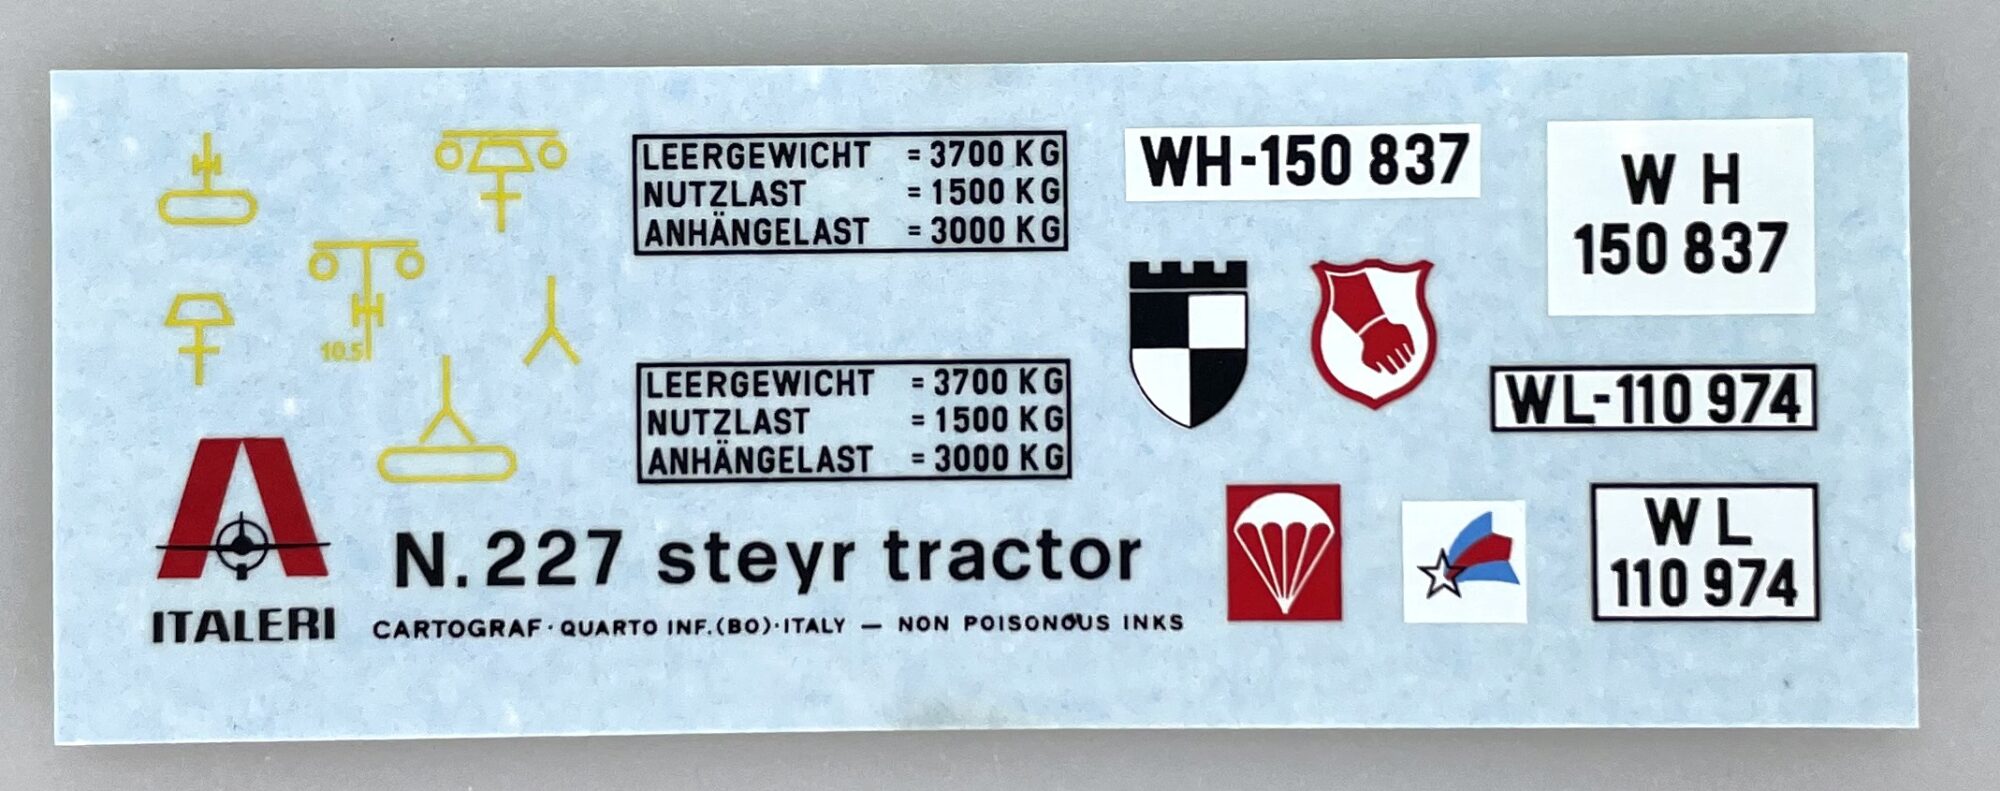 LEERGEWICHT = 3700 KG
NUTZLAST = 1500 KG
ANHÄNGELAST = 3000 KG
WH-150 837
W H
150 837
10.5
LEERGEWICHT = 3700 KG
NUTZLAST = 1500 KG
ANHÄNGELAST = 3000 KG
WL-110 974
W L
110 974
ITALERI
N.227 steyr tractor
CARTOGRAF · QUARTO INF.(BO)·ITALY — NON POISONOUS INKS